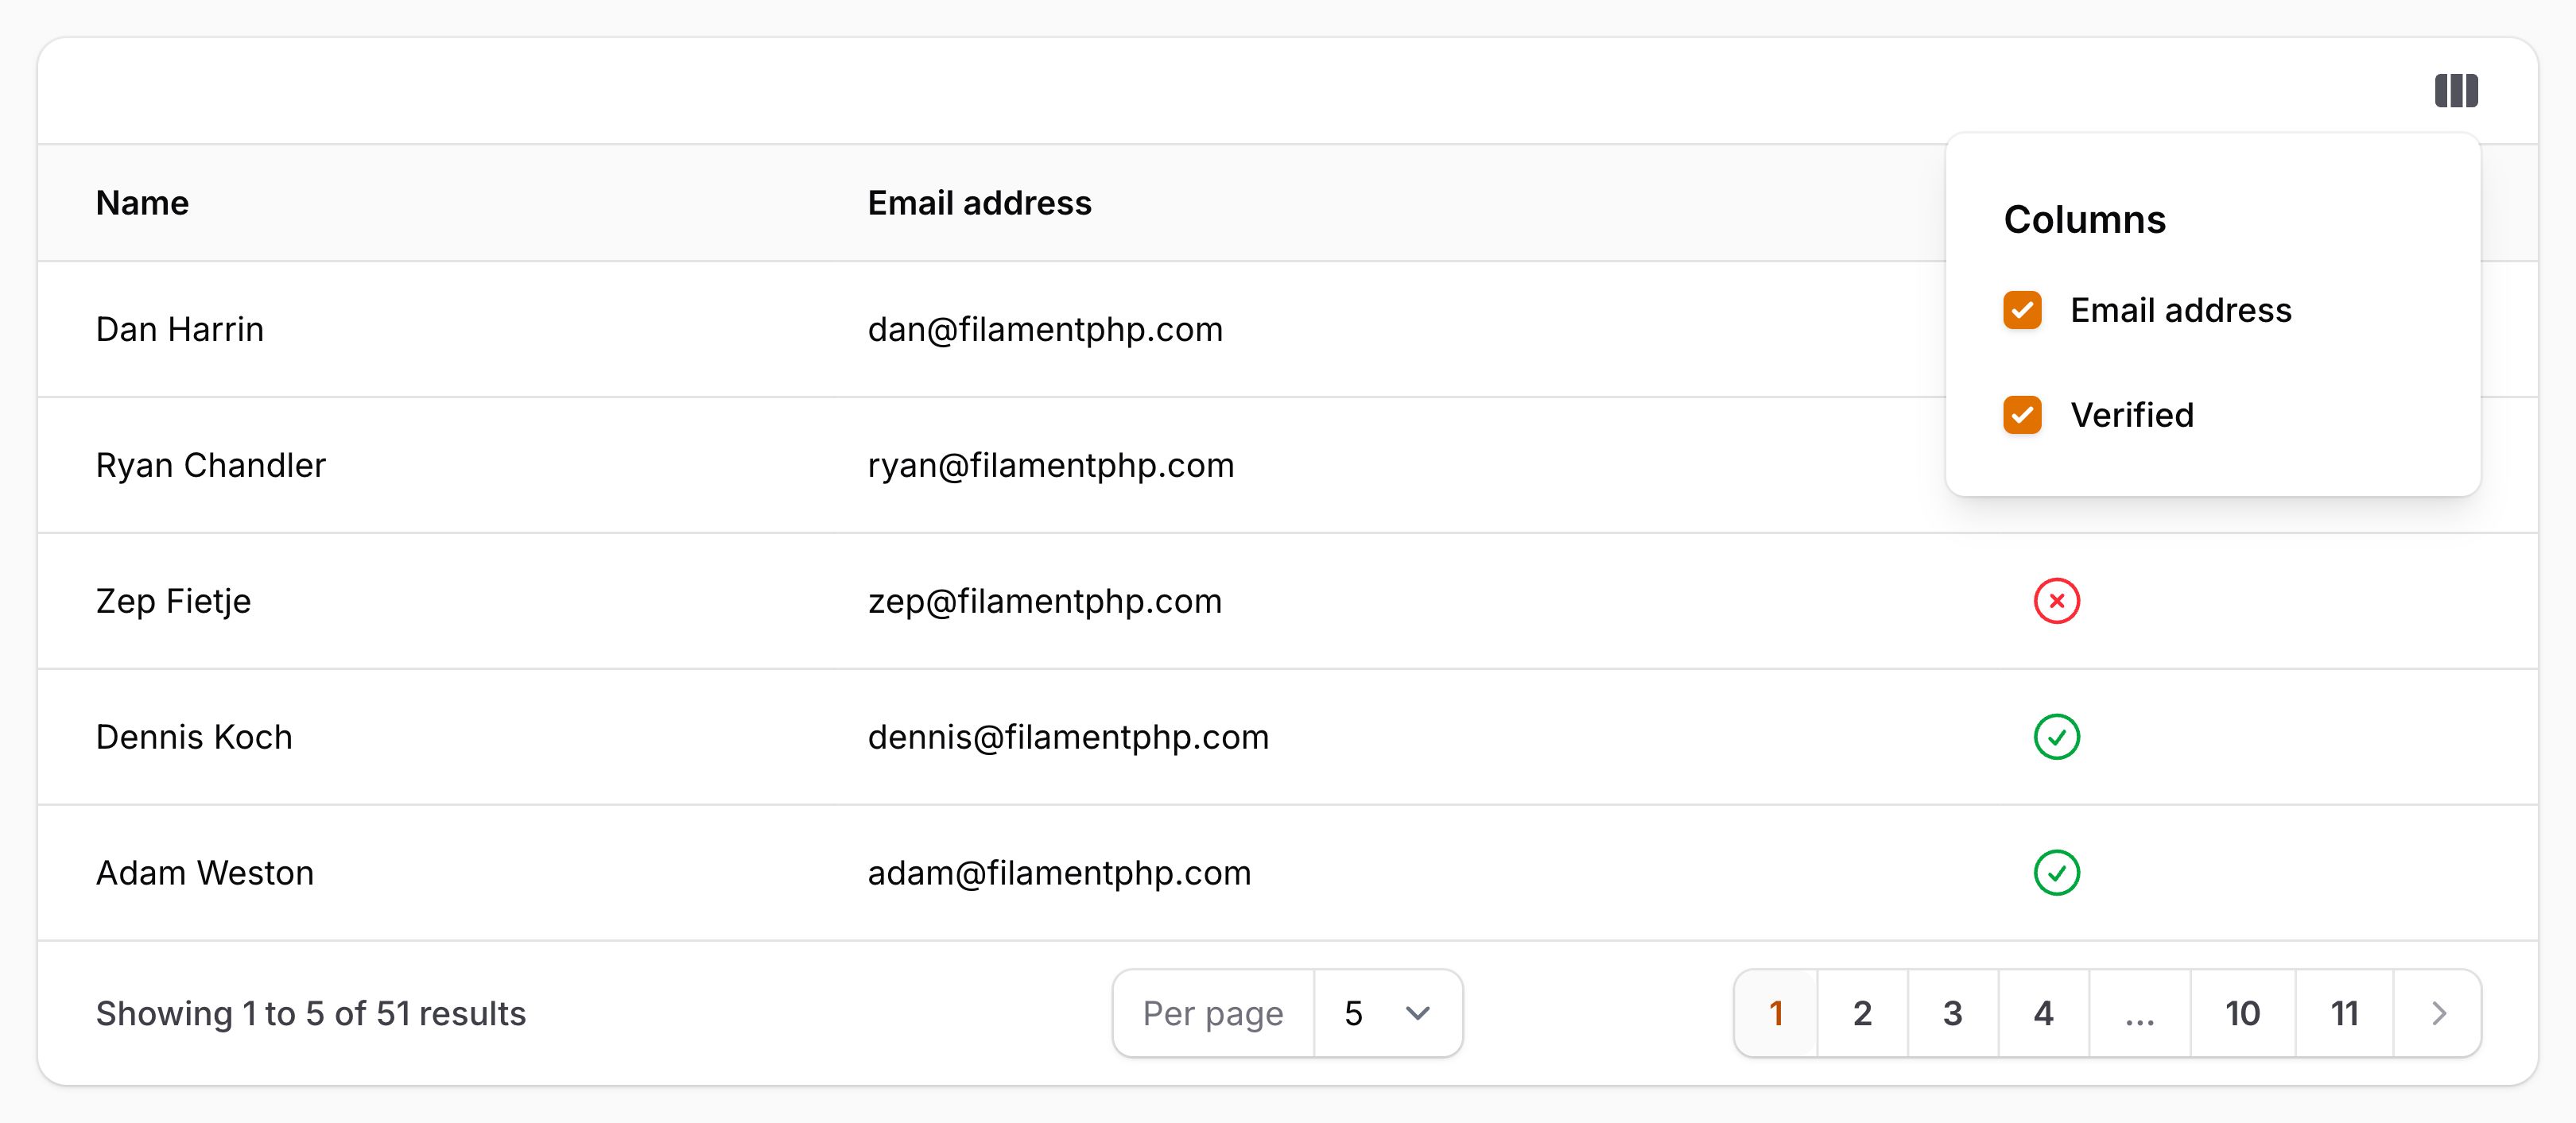 Columns
Email address
Verified
Name Email address
Dan Harrin dan@filamentphp.com
Ryan Chandler ryan@filamentphp.com
Zep Fietje zep@filamentphp.com
Dennis Koch dennis@filamentphp.com
Adam Weston adam@filamentphp.com
Showing 1 to 5 of 51 results Per page 5 1 2 3 4 ... 10 11